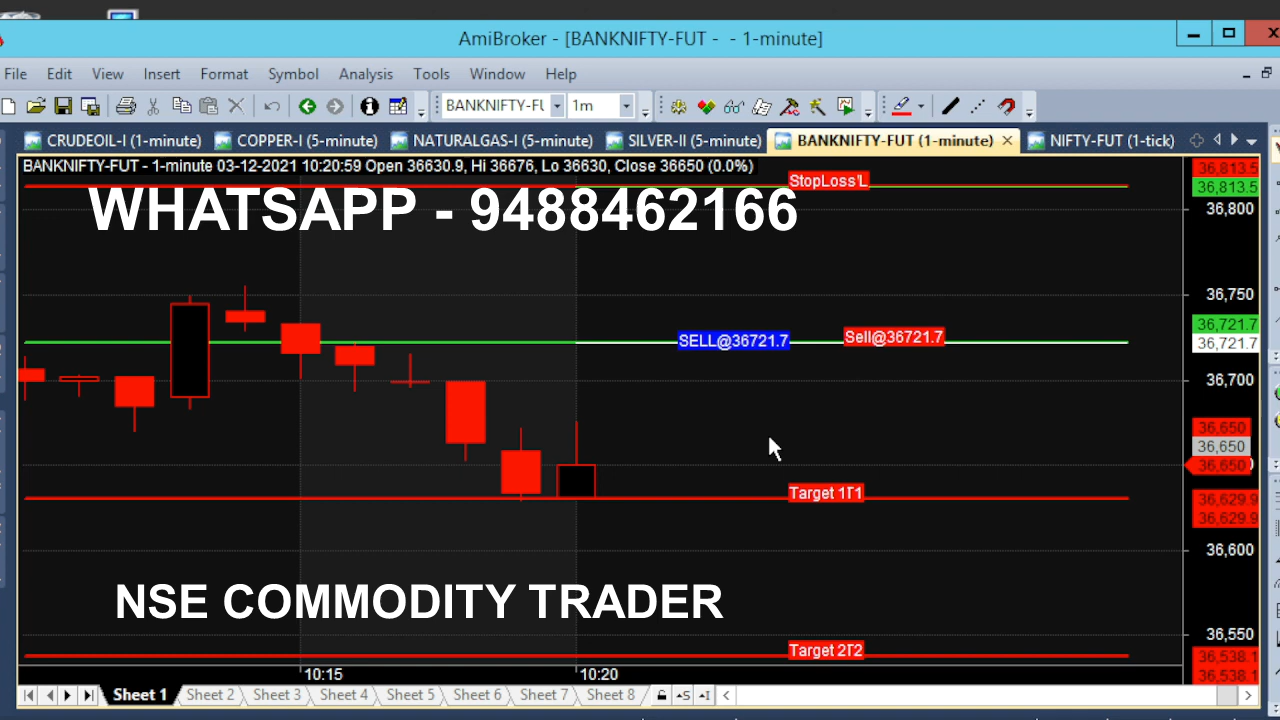 AmiBroker - [BANKNIFTY-FUT - - 1-minute]
File Edit View Insert Format Symbol Analysis Tools Window Help
BANKNIFTY-FU 1m
CRUDEOIL-I (1-minute) COPPER-I (5-minute) NATURALGAS-I (5-minute) SILVER-II (5-minute) BANKNIFTY-FUT (1-minute) NIFTY-FUT (1-tick)
BANKNIFTY-FUT - 1-minute 03-12-2021 10:20:59 Open 36630.9, Hi 36676, Lo 36630, Close 36650 (0.0%)
36,813.5
StopLoss'L
36,813.5
WHATSAPP - 9488462166
36,800
36,750
36,721.7
SELL@36721.7 Sell@36721.7
36,721.7
36,700
36,650
36,650
36,650
Target 1T1
36,629.9
36,629.9
36,600
NSE COMMODITY TRADER
36,550
Target 2T2
36,538.1
10:15 10:20
36,538.1
Sheet 1 Sheet 2 Sheet 3 Sheet 4 Sheet 5 Sheet 6 Sheet 7 Sheet 8